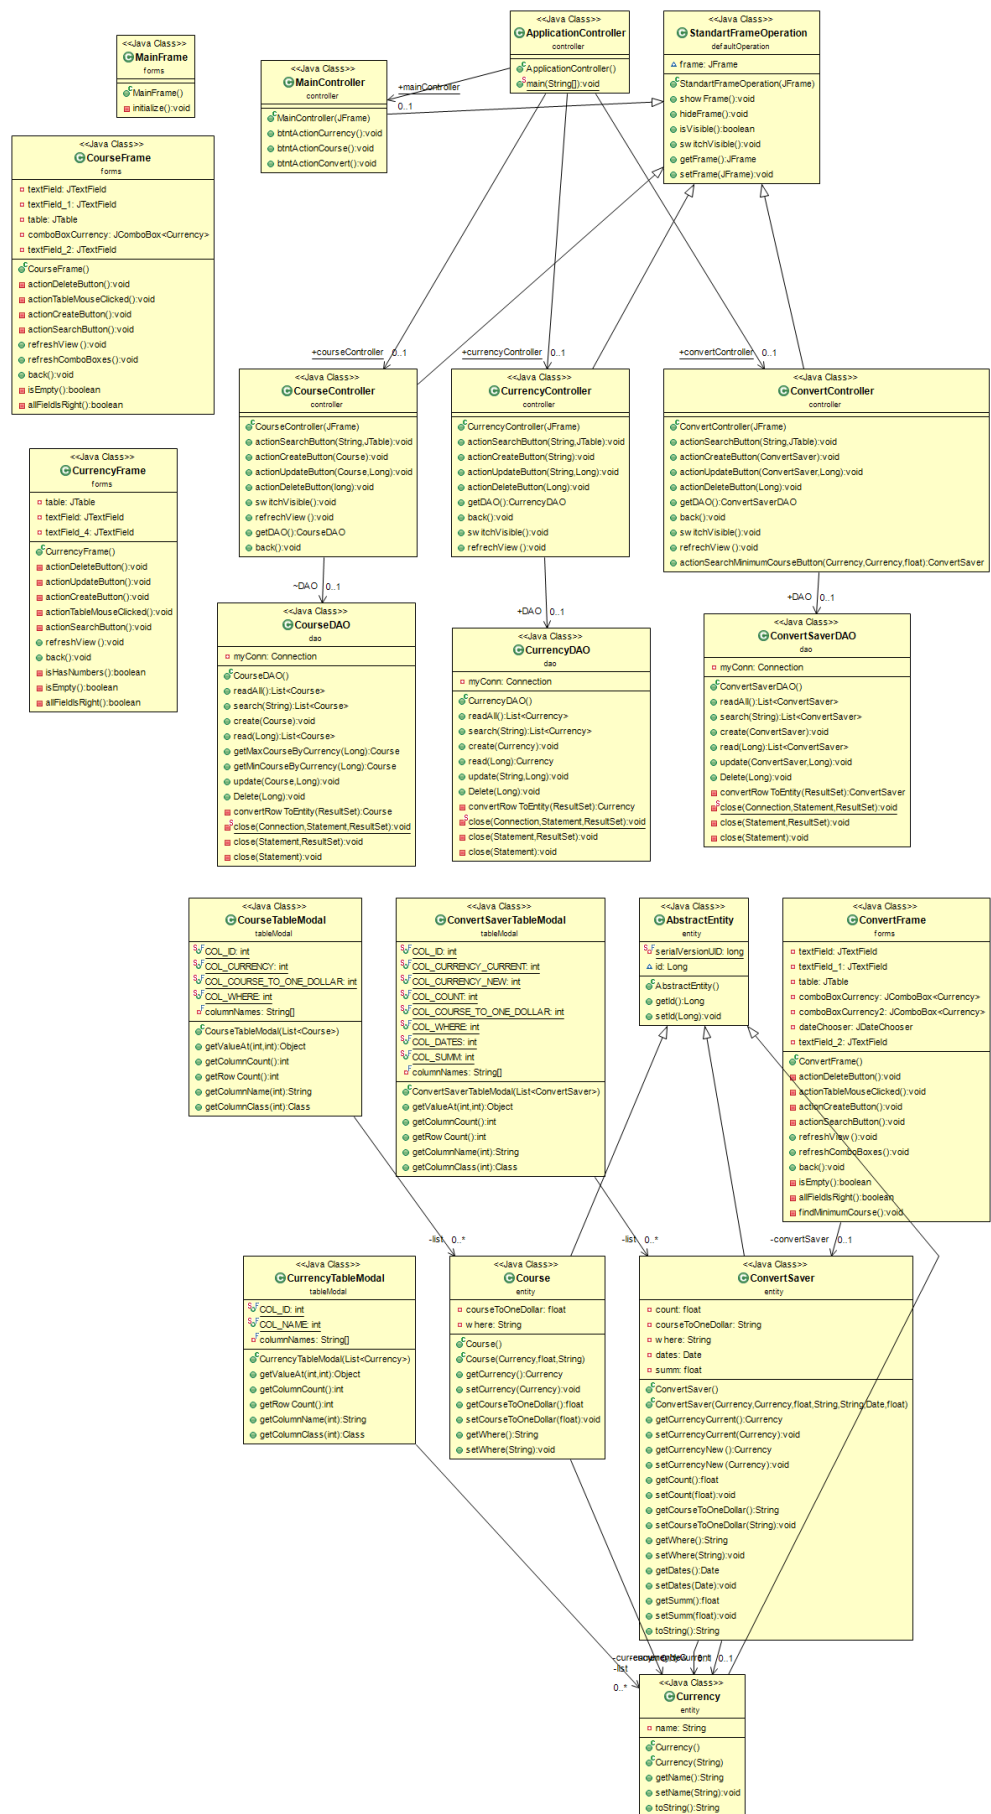 <<Java Class>>
MainFrame
forms
MainFrame()
initialize():void
<<Java Class>>
MainController
controller
MainController(JFrame)
btntActionCurrency():void
btntActionCourse():void
btntActionConvert():void
<<Java Class>>
ApplicationController
controller
ApplicationController()
main(String[]):void
<<Java Class>>
StandartFrameOperation
defaultOperation
frame: JFrame
StandartFrameOperation(JFrame)
showFrame():void
hideFrame():void
isVisible():boolean
switchVisible():void
getFrame():JFrame
setFrame(JFrame):void
+mainController
0..1
<<Java Class>>
CourseFrame
forms
textField: JTextField
textField_1: JTextField
table: JTable
comboBoxCurrency: JComboBox<Currency>
textField_2: JTextField
CourseFrame()
actionDeleteButton():void
actionTableMouseClicked():void
actionCreateButton():void
actionSearchButton():void
refreshView():void
refreshComboBoxes():void
back():void
isEmpty():boolean
allFieldIsRight():boolean
+courseController 0..1
+currencyController 0..1
+convertController 0..1
<<Java Class>>
CourseController
controller
CourseController(JFrame)
actionSearchButton(String,JTable):void
actionCreateButton(Course):void
actionUpdateButton(Course,Long):void
actionDeleteButton(long):void
switchVisible():void
refrechView():void
getDAO():CourseDAO
back():void
<<Java Class>>
CurrencyController
controller
CurrencyController(JFrame)
actionSearchButton(String,JTable):void
actionCreateButton(String):void
actionUpdateButton(String,Long):void
actionDeleteButton(Long):void
getDAO():CurrencyDAO
back():void
switchVisible():void
refrechView():void
<<Java Class>>
ConvertController
controller
ConvertController(JFrame)
actionSearchButton(String,JTable):void
actionCreateButton(ConvertSaver):void
actionUpdateButton(ConvertSaver,Long):void
actionDeleteButton(Long):void
getDAO():ConvertSaverDAO
back():void
switchVisible():void
refrechView():void
actionSearchMinimumCourseButton(Currency,Currency,float):ConvertSaver
<<Java Class>>
CurrencyFrame
forms
table: JTable
textField: JTextField
textField_4: JTextField
CurrencyFrame()
actionDeleteButton():void
actionUpdateButton():void
actionCreateButton():void
actionTableMouseClicked():void
actionSearchButton():void
refreshView():void
back():void
isHasNumbers():boolean
isEmpty():boolean
allFieldIsRight():boolean
~DAO 0..1
+DAO 0..1
+DAO 0..1
<<Java Class>>
CourseDAO
dao
myConn: Connection
CourseDAO()
readAll():List<Course>
search(String):List<Course>
create(Course):void
read(Long):List<Course>
getMaxCourseByCurrency(Long):Course
getMinCourseByCurrency(Long):Course
update(Course,Long):void
Delete(Long):void
convertRowToEntity(ResultSet):Course
close(Connection,Statement,ResultSet):void
close(Statement,ResultSet):void
close(Statement):void
<<Java Class>>
CurrencyDAO
dao
myConn: Connection
CurrencyDAO()
readAll():List<Currency>
search(String):List<Currency>
create(Currency):void
read(Long):Currency
update(String,Long):void
Delete(Long):void
convertRowToEntity(ResultSet):Currency
close(Connection,Statement,ResultSet):void
close(Statement,ResultSet):void
close(Statement):void
<<Java Class>>
ConvertSaverDAO
dao
myConn: Connection
ConvertSaverDAO()
readAll():List<ConvertSaver>
search(String):List<ConvertSaver>
create(ConvertSaver):void
read(Long):List<ConvertSaver>
update(ConvertSaver,Long):void
Delete(Long):void
convertRowToEntity(ResultSet):ConvertSaver
close(Connection,Statement,ResultSet):void
close(Statement,ResultSet):void
close(Statement):void
<<Java Class>>
CourseTableModal
tableModal
COL_ID: int
COL_CURRENCY: int
COL_COURSE_TO_ONE_DOLLAR: int
COL_WHERE: int
columnNames: String[]
CourseTableModal(List<Course>)
getValueAt(int,int):Object
getColumnCount():int
getRowCount():int
getColumnName(int):String
getColumnClass(int):Class
<<Java Class>>
ConvertSaverTableModal
tableModal
COL_ID: int
COL_CURRENCY_CURRENT: int
COL_CURRENCY_NEW: int
COL_COUNT: int
COL_COURSE_TO_ONE_DOLLAR: int
COL_WHERE: int
COL_DATES: int
COL_SUMM: int
columnNames: String[]
ConvertSaverTableModal(List<ConvertSaver>)
getValueAt(int,int):Object
getColumnCount():int
getRowCount():int
getColumnName(int):String
getColumnClass(int):Class
<<Java Class>>
AbstractEntity
entity
serialVersionUID: long
id: Long
AbstractEntity()
getId():Long
setId(Long):void
<<Java Class>>
ConvertFrame
forms
textField: JTextField
textField_1: JTextField
table: JTable
comboBoxCurrency: JComboBox<Currency>
comboBoxCurrency2: JComboBox<Currency>
dateChooser: JDateChooser
textField_2: JTextField
ConvertFrame()
actionDeleteButton():void
actionTableMouseClicked():void
actionCreateButton():void
actionSearchButton():void
refreshView():void
refreshComboBoxes():void
back():void
isEmpty():boolean
allFieldIsRight():boolean
findMinimumCourse():void
-list 0..*
-list 0..*
-convertSaver 0..1
<<Java Class>>
CurrencyTableModal
tableModal
COL_ID: int
COL_NAME: int
columnNames: String[]
CurrencyTableModal(List<Currency>)
getValueAt(int,int):Object
getColumnCount():int
getRowCount():int
getColumnName(int):String
getColumnClass(int):Class
<<Java Class>>
Course
entity
courseToOneDollar: float
where: String
Course()
Course(Currency,float,String)
getCurrency():Currency
setCurrency(Currency):void
getCourseToOneDollar():float
setCourseToOneDollar(float):void
getWhere():String
setWhere(String):void
<<Java Class>>
ConvertSaver
entity
count: float
courseToOneDollar: String
where: String
dates: Date
summ: float
ConvertSaver()
ConvertSaver(Currency,Currency,float,String,String,Date,float)
getCurrencyCurrent():Currency
setCurrencyCurrent(Currency):void
getCurrencyNew():Currency
setCurrencyNew(Currency):void
getCount():float
setCount(float):void
getCourseToOneDollar():String
setCourseToOneDollar(String):void
getWhere():String
setWhere(String):void
getDates():Date
setDates(Date):void
getSumm():float
setSumm(float):void
toString():String
0..1
-list
0..*
<<Java Class>>
Currency
entity
name: String
Currency()
Currency(String)
getName():String
setName(String):void
toString():String